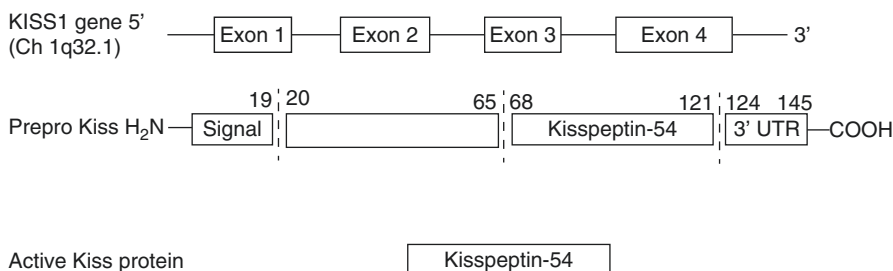 KISS1 gene 5’
(Ch 1q32.1)
Exon 1 Exon 2 Exon 3 Exon 4 3’
19 20 65 68 121 124 145
Prepro Kiss H₂N Signal Kisspeptin-54 3’ UTR COOH
Active Kiss protein Kisspeptin-54